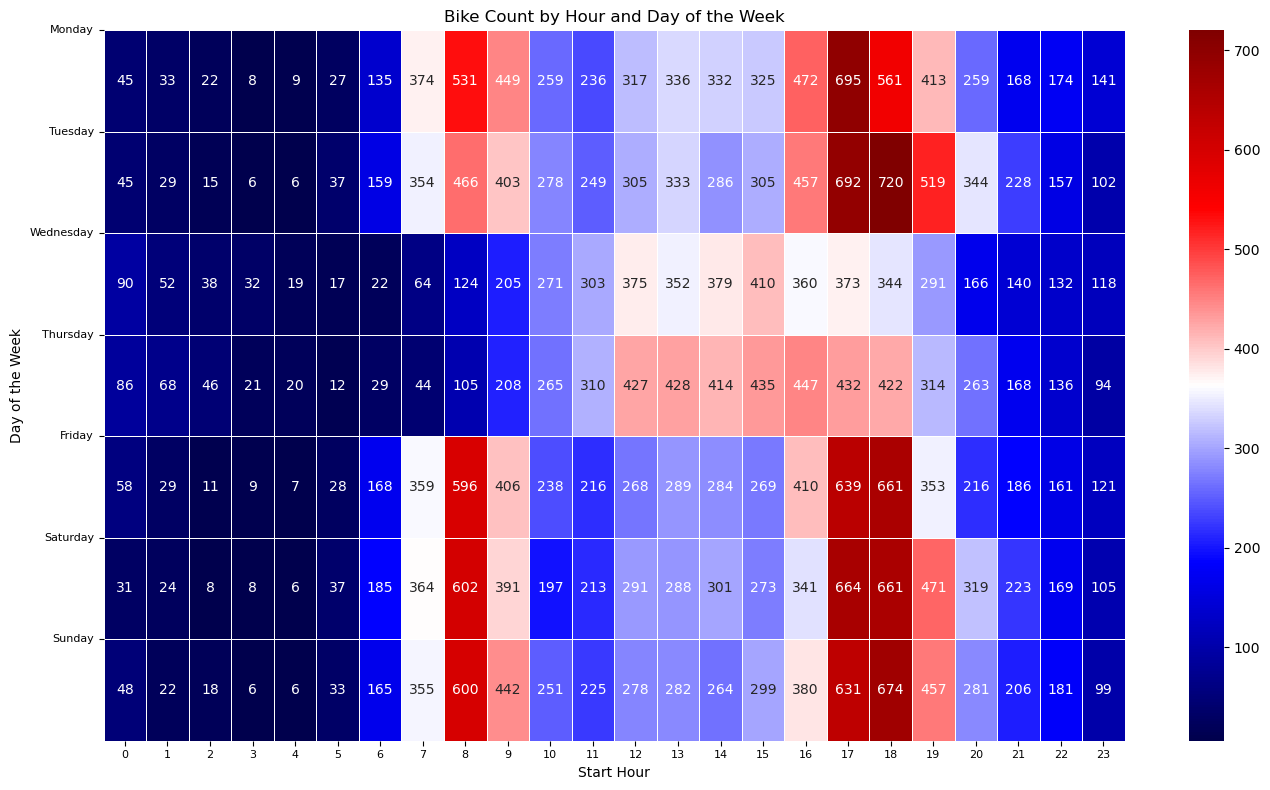 Bike Count by Hour and Day of the Week
Monday
45 33 22 8 9 27 135 374 531 449 259 236 317 336 332 325 472 695 561 413 259 168 174 141
Tuesday
45 29 15 6 6 37 159 354 466 403 278 249 305 333 286 305 457 692 720 519 344 228 157 102
Wednesday
90 52 38 32 19 17 22 64 124 205 271 303 375 352 379 410 360 373 344 291 166 140 132 118
Thursday
86 68 46 21 20 12 29 44 105 208 265 310 427 428 414 435 447 432 422 314 263 168 136 94
Friday
58 29 11 9 7 28 168 359 596 406 238 216 268 289 284 269 410 639 661 353 216 186 161 121
Saturday
31 24 8 8 6 37 185 364 602 391 197 213 291 288 301 273 341 664 661 471 319 223 169 105
Sunday
48 22 18 6 6 33 165 355 600 442 251 225 278 282 264 299 380 631 674 457 281 206 181 99
0 1 2 3 4 5 6 7 8 9 10 11 12 13 14 15 16 17 18 19 20 21 22 23
Start Hour
Day of the Week
700
600
500
400
300
200
100